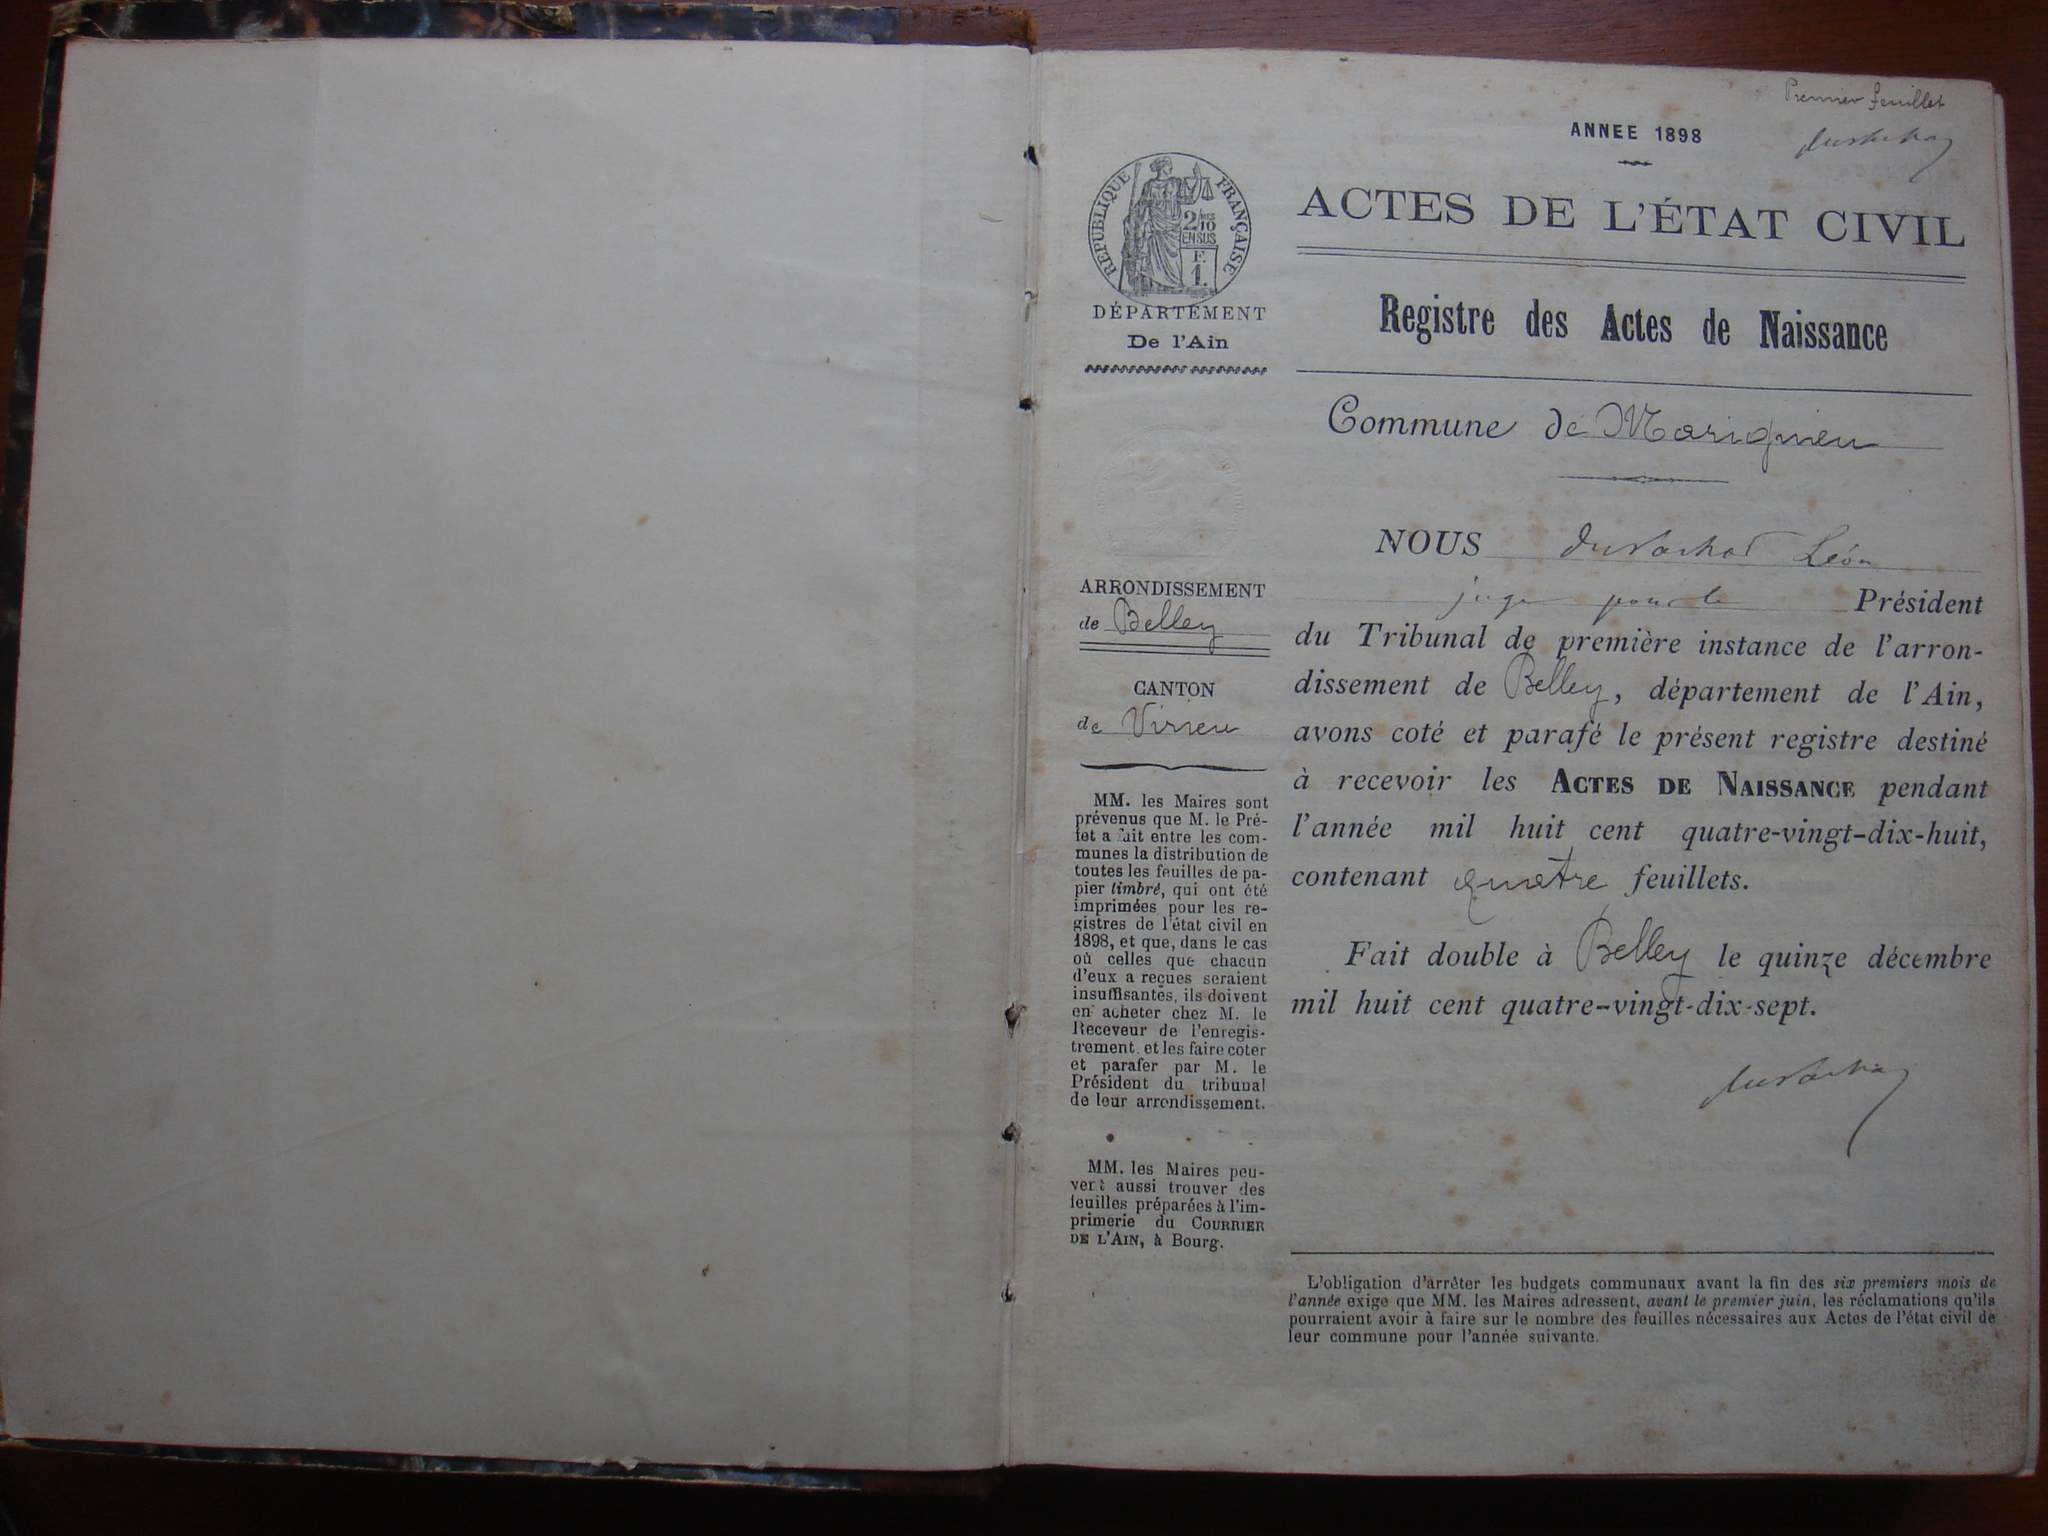 Premier feuillet
ANNEE 1898
ACTES DE L'ÉTAT CIVIL
RÉPUBLIQUE FRANÇAISE
2/10
EN SUS
F.
1.
DÉPARTEMENT
De l'Ain
Registre des Actes de Naissance
Commune de Marignieu
NOUS Léon
juge pour le Président
du Tribunal de première instance de l'arron-
dissement de Belley, département de l'Ain,
avons coté et parafé le présent registre destiné
à recevoir les ACTES DE NAISSANCE pendant
l'année mil huit cent quatre-vingt-dix-huit,
contenant quatre feuillets.
Fait double à Belley le quinze décembre
mil huit cent quatre-vingt-dix-sept.
ARRONDISSEMENT
de Belley
CANTON
de Virieu
MM. les Maires sont
prévenus que M. le Pré-
fet a fait entre les com-
munes la distribution de
toutes les feuilles de pa-
pier timbré, qui ont été
imprimées pour les re-
gistres de l'état civil en
1898, et que, dans le cas
où celles que chacun
d'eux a reçues seraient
insuffisantes, ils doivent
en acheter chez M. le
Receveur de l'enregis-
trement, et les faire coter
et parafer par M. le
Président du tribunal
de leur arrondissement.
MM. les Maires peu-
vent aussi trouver des
feuilles préparées à l'im-
primerie du COURRIER
DE L'AIN, à Bourg.
L'obligation d'arrêter les budgets communaux avant la fin des six premiers mois de
l'année exige que MM. les Maires adressent, avant le premier juin, les réclamations qu'ils
pourraient avoir à faire sur le nombre des feuilles nécessaires aux Actes de l'état civil de
leur commune pour l'année suivante.